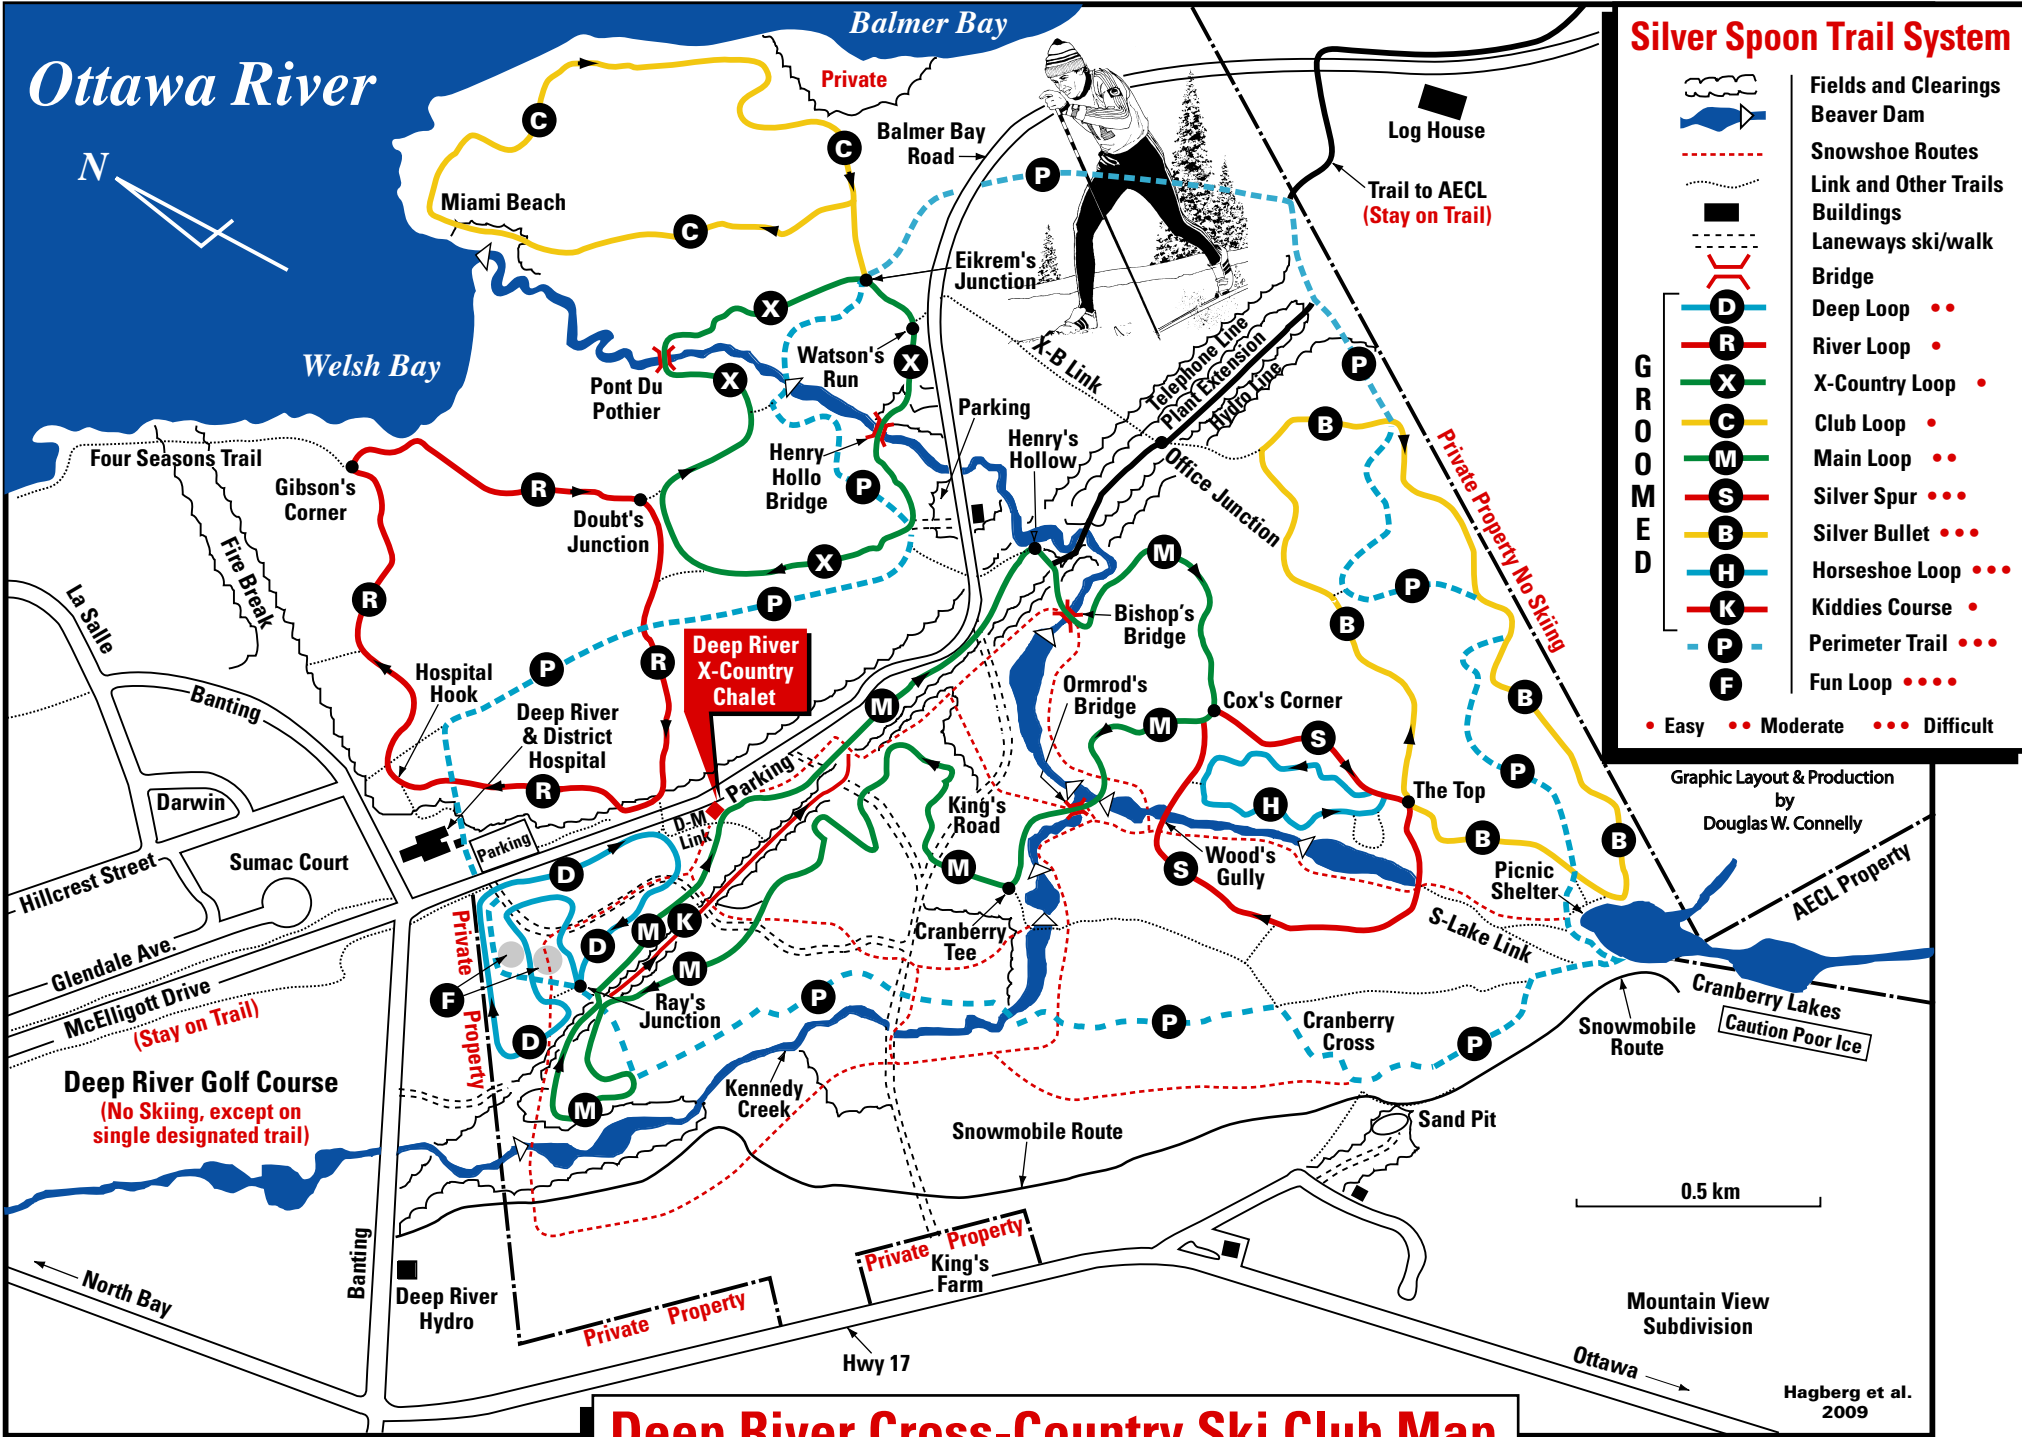 Ottawa River
N
Balmer Bay
Private
Balmer Bay
Road
Log House
Trail to AECL
(Stay on Trail)
C
C
C
P
Miami Beach
Eikrem's
Junction
X
Watson's
Run
X
X
Welsh Bay
Pont Du
Pothier
X-B Link
Telephone Line
Plant Extension
Hydro Line
P
Parking
Henry's
Hollow
Henry
Hollo
Bridge
P
B
Office Junction
Private Property No Skiing
Four Seasons Trail
Gibson's
Corner
R
Doubt's
Junction
X
Fire Break
La Salle
R
P
M
Bishop's
Bridge
P
B
Deep River
X-Country
Chalet
Hospital
Hook
P
R
Banting
Deep River
& District
Hospital
M
Ormrod's
Bridge
M
Cox's Corner
B
S
P
Darwin
R
Parking
D-M
Link
King's
Road
H
The Top
B
B
Hillcrest Street
Sumac Court
Parking
D
M
Wood's
Gully
S
Picnic
Shelter
Glendale Ave.
McElligott Drive
(Stay on Trail)
Private Property
D
M
K
Cranberry
Tee
S-Lake Link
AECL Property
F
M
Ray's
Junction
P
P
Cranberry
Cross
P
Snowmobile
Route
Cranberry Lakes
Caution Poor Ice
D
Deep River Golf Course
(No Skiing, except on
single designated trail)
M
Kennedy
Creek
Snowmobile Route
Sand Pit
0.5 km
Banting
North Bay
Deep River
Hydro
Private Property
Private Property
King's
Farm
Hwy 17
Mountain View
Subdivision
Ottawa
Hagberg et al.
2009
Deep River Cross-Country Ski Club Map
Silver Spoon Trail System
Fields and Clearings
Beaver Dam
Snowshoe Routes
Link and Other Trails
Buildings
Laneways ski/walk
Bridge
GROOMED
D Deep Loop
R River Loop
X X-Country Loop
C Club Loop
M Main Loop
S Silver Spur
B Silver Bullet
H Horseshoe Loop
K Kiddies Course
P Perimeter Trail
F Fun Loop
• Easy •• Moderate ••• Difficult
Graphic Layout & Production
by
Douglas W. Connelly